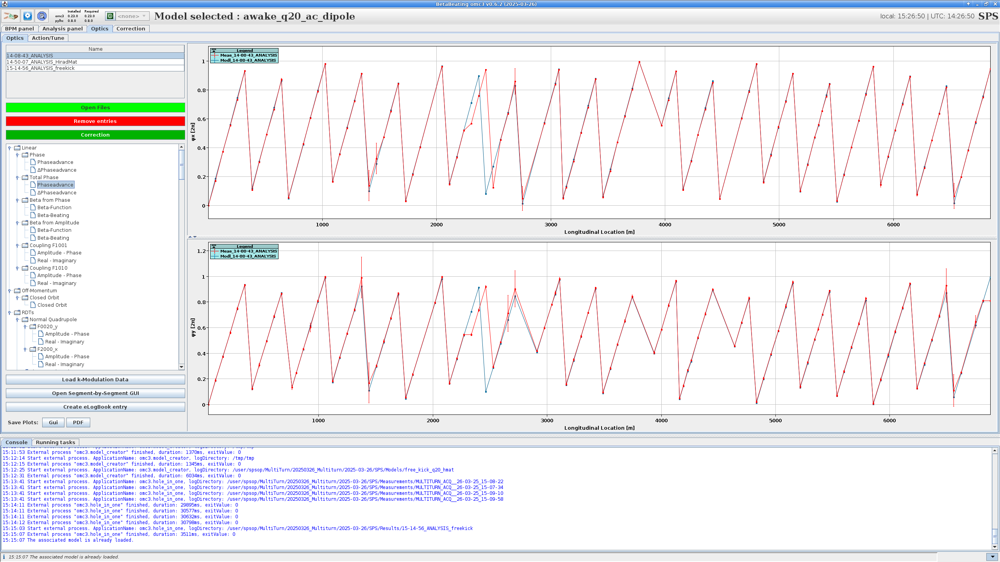 BetaBeating omc3 v0.6.2 (2025-03-26)
Installed Required
omc3 0.23.0 0.23.0
pylhc 0.8.0 0.8.0
<none>
Model selected : awake_q20_ac_dipole
local: 15:26:50 | UTC: 14:26:50 SPS
BPM panel Analysis panel Optics Correction
Optics Action/Tune
Name
14-08-43_ANALYSIS
14-50-07_ANALYSIS_HiradMat
15-14-56_ANALYSIS_freekick
Open Files
Remove entries
Correction
Linear
Phase
Phaseadvance
ΔPhaseadvance
Total Phase
Phaseadvance
ΔPhaseadvance
Beta from Phase
Beta-Function
Beta-Beating
Beta from Amplitude
Beta-Function
Beta-Beating
Coupling F1001
Amplitude - Phase
Real - Imaginary
Coupling F1010
Amplitude - Phase
Real - Imaginary
Off-Momentum
Closed Orbit
Closed Orbit
RDTs
Normal Quadrupole
F0020_y
Amplitude - Phase
Real - Imaginary
F2000_x
Amplitude - Phase
Real - Imaginary
Load k-Modulation Data
Open Segment-by-Segment GUI
Create eLogBook entry
Save Plots: Gui PDF
Legend
Meas_14-08-43_ANALYSIS
Modl_14-08-43_ANALYSIS
1
0.8
0.6
0.4
0.2
0
φx [2π]
1000 2000 3000 4000 5000 6000
Longitudinal Location [m]
Legend
Meas_14-08-43_ANALYSIS
Modl_14-08-43_ANALYSIS
1.2
1
0.8
0.6
0.4
0.2
0
φy [2π]
1000 2000 3000 4000 5000 6000
Longitudinal Location [m]
Console Running tasks
15:11:53 External process "omc3.model_creator" finished, duration: 1370ms, exitValue: 0
15:12:14 Start external process. ApplicationName: omc3.model_creator, logDirectory: /tmp/tmp
15:12:15 External process "omc3.model_creator" finished, duration: 1345ms, exitValue: 0
15:12:25 Start external process. ApplicationName: omc3.model_creator, logDirectory: /user/spsop/MultiTurn/20250326_Multiturn/2025-03-26/SPS/Models/free_kick_q20_hmat
15:12:31 External process "omc3.model_creator" finished, duration: 6034ms, exitValue: 0
15:13:41 Start external process. ApplicationName: omc3.hole_in_one, logDirectory: /user/spsop/MultiTurn/20250326_Multiturn/2025-03-26/SPS/Measurements/MULTITURN_ACQ__26-03-25_15-08-22
15:13:41 Start external process. ApplicationName: omc3.hole_in_one, logDirectory: /user/spsop/MultiTurn/20250326_Multiturn/2025-03-26/SPS/Measurements/MULTITURN_ACQ__26-03-25_15-07-34
15:13:41 Start external process. ApplicationName: omc3.hole_in_one, logDirectory: /user/spsop/MultiTurn/20250326_Multiturn/2025-03-26/SPS/Measurements/MULTITURN_ACQ__26-03-25_15-09-10
15:13:41 Start external process. ApplicationName: omc3.hole_in_one, logDirectory: /user/spsop/MultiTurn/20250326_Multiturn/2025-03-26/SPS/Measurements/MULTITURN_ACQ__26-03-25_15-09-58
15:14:11 External process "omc3.hole_in_one" finished, duration: 29895ms, exitValue: 0
15:14:11 External process "omc3.hole_in_one" finished, duration: 30577ms, exitValue: 0
15:14:11 External process "omc3.hole_in_one" finished, duration: 30632ms, exitValue: 0
15:14:12 External process "omc3.hole_in_one" finished, duration: 30798ms, exitValue: 0
15:15:03 Start external process. ApplicationName: omc3.hole_in_one, logDirectory: /user/spsop/MultiTurn/20250326_Multiturn/2025-03-26/SPS/Results/15-14-56_ANALYSIS_freekick
15:15:07 External process "omc3.hole_in_one" finished, duration: 3511ms, exitValue: 0
15:15:07 The associated model is already loaded.
15:15:07 The associated model is already loaded.